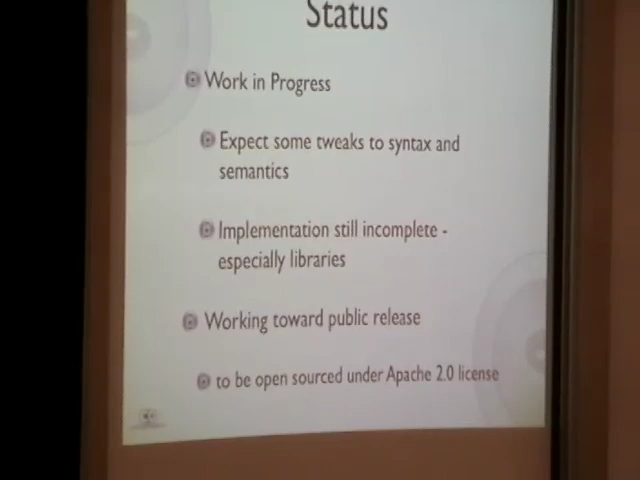 Status
Work in Progress
Expect some tweaks to syntax and
semantics
Implementation still incomplete -
especially libraries
Working toward public release
to be open sourced under Apache 2.0 license